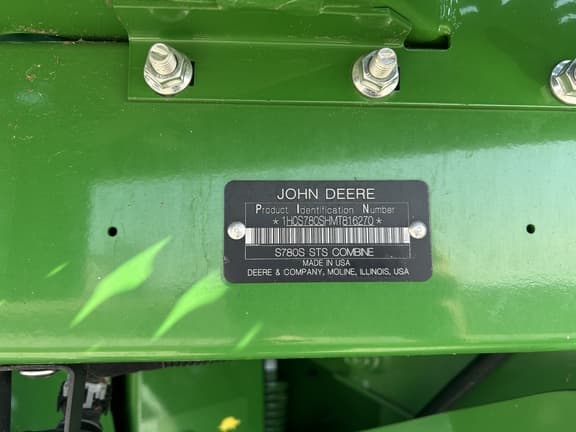 JOHN DEERE
Product Identification Number
*1H0S780SHMT816270*
S780S STS COMBINE
MADE IN USA
DEERE & COMPANY, MOLINE, ILLINOIS, USA